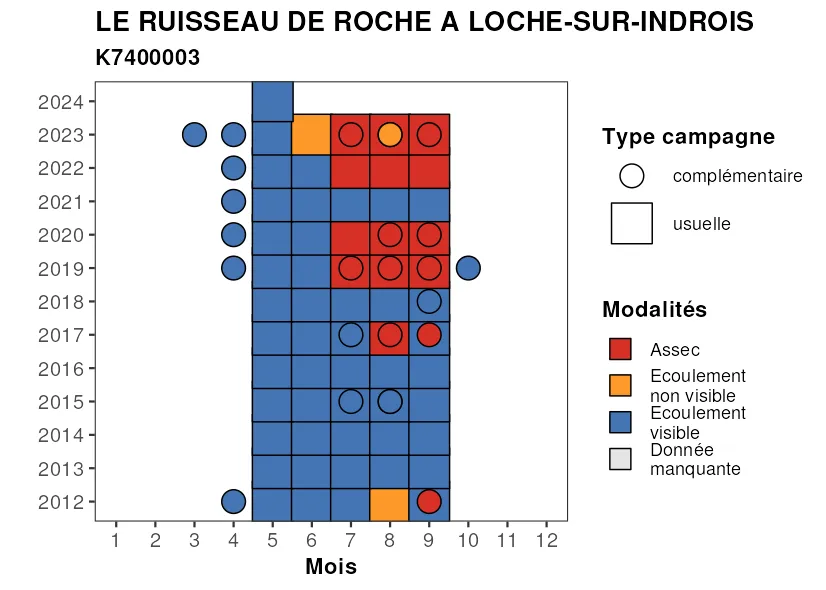 LE RUISSEAU DE ROCHE A LOCHE-SUR-INDROIS
K7400003
2024
2023
2022
2021
2020
2019
2018
2017
2016
2015
2014
2013
2012
1 2 3 4 5 6 7 8 9 10 11 12
Mois
Type campagne
complémentaire
usuelle
Modalités
Assec
Ecoulement
non visible
Ecoulement
visible
Donnée
manquante